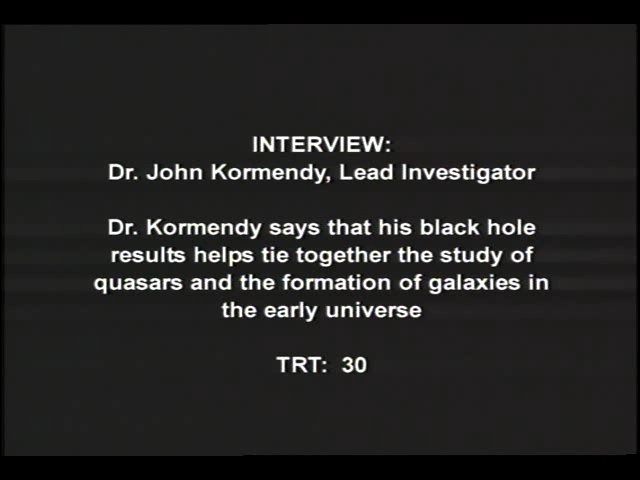 INTERVIEW:
Dr. John Kormendy, Lead Investigator
Dr. Kormendy says that his black hole
results helps tie together the study of
quasars and the formation of galaxies in
the early universe
TRT:  30